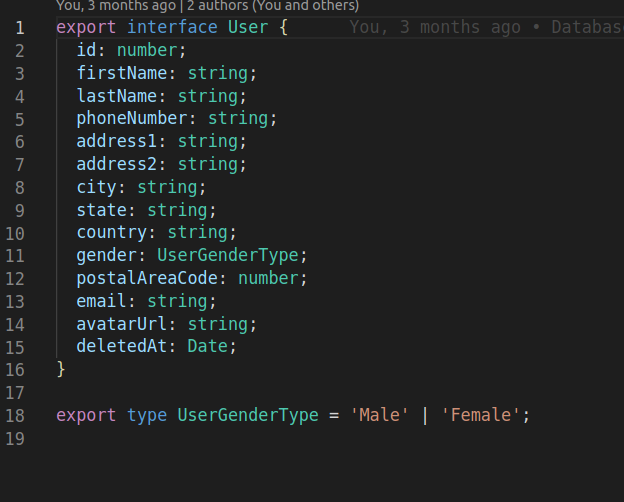 You, 3 months ago | 2 authors (You and others)
1 export interface User { You, 3 months ago • Databas
2 id: number;
3 firstName: string;
4 lastName: string;
5 phoneNumber: string;
6 address1: string;
7 address2: string;
8 city: string;
9 state: string;
10 country: string;
11 gender: UserGenderType;
12 postalAreaCode: number;
13 email: string;
14 avatarUrl: string;
15 deletedAt: Date;
16 }
17
18 export type UserGenderType = 'Male' | 'Female';
19